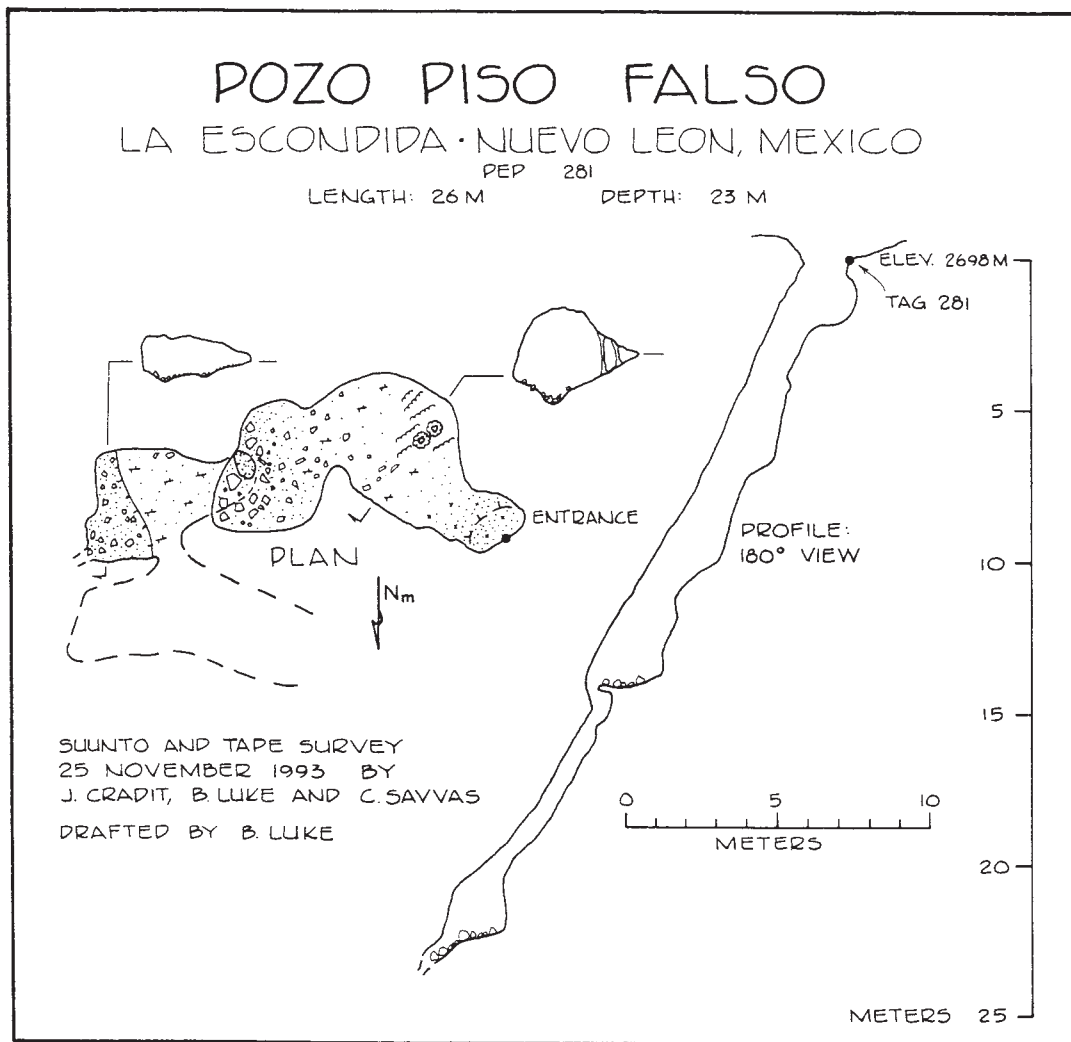 POZO PISO FALSO
LA ESCONDIDA · NUEVO LEON, MEXICO
PEP 281
LENGTH: 26 M DEPTH: 23 M
ELEV. 2698 M
TAG 281
5
ENTRANCE
PLAN
PROFILE:
180° VIEW
10
Nm
15
SUUNTO AND TAPE SURVEY
25 NOVEMBER 1993 BY
J. CRADIT, B. LUKE AND C. SAVVAS
DRAFTED BY B. LUKE
0 5 10
METERS
20
METERS 25